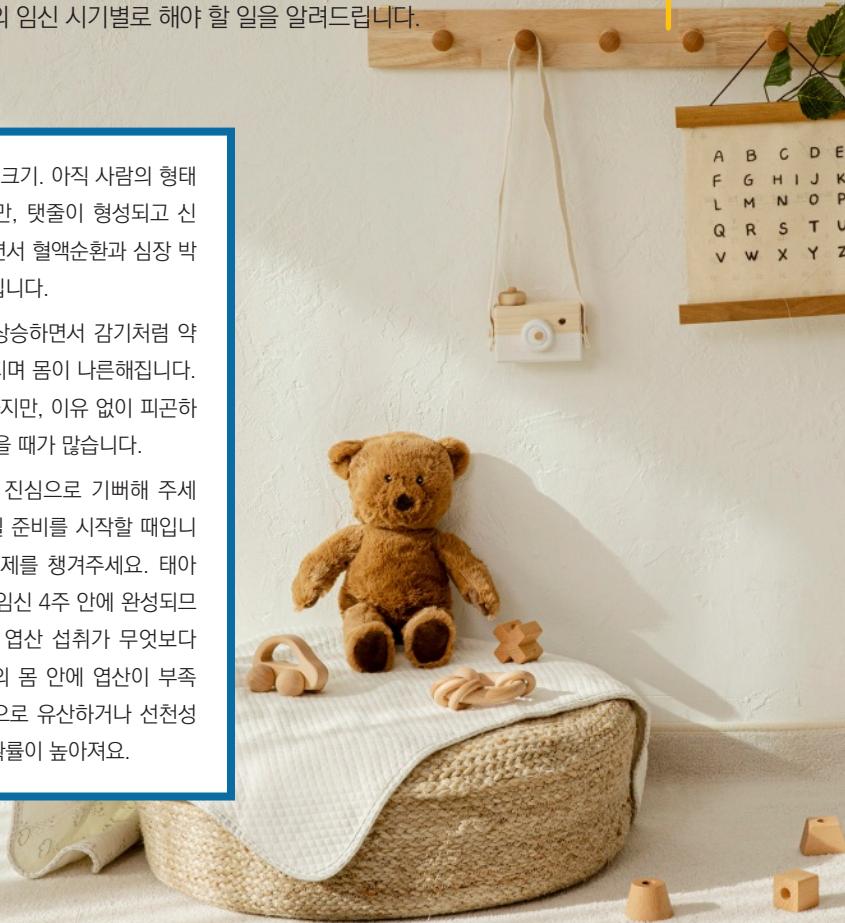 의 임신 시기별로 해야 할 일을 알려드립니다.
크기. 아직 사람의 형태
만, 탯줄이 형성되고 신
면서 혈액순환과 심장 박
됩니다.
상승하면서 감기처럼 약
지며 몸이 나른해집니다.
지만, 이유 없이 피곤하
을 때가 많습니다.
진심으로 기뻐해 주세
될 준비를 시작할 때입니
제를 챙겨주세요. 태아
임신 4주 안에 완성되므
엽산 섭취가 무엇보다
의 몸 안에 엽산이 부족
으로 유산하거나 선천성
확률이 높아져요.
A B C D E
F G H I J K
L M N O P
Q R S T U
V W X Y Z